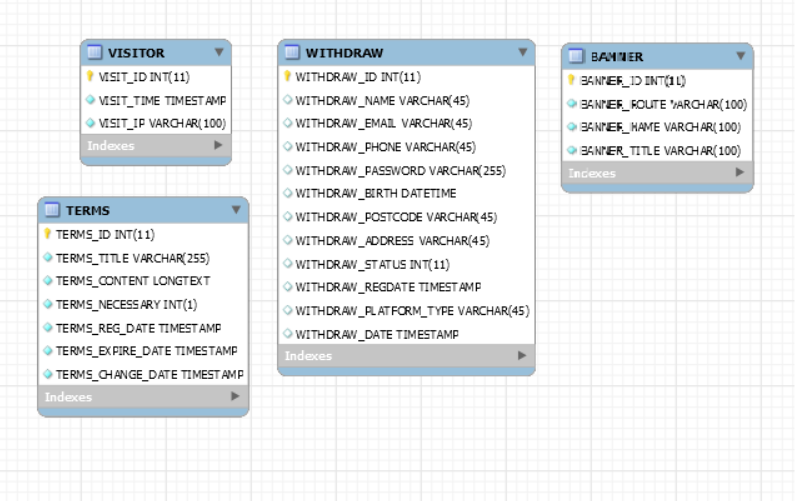 VISITOR
VISIT_ID INT(11)
VISIT_TIME TIMESTAMP
VISIT_IP VARCHAR(100)
Indexes
TERMS
TERMS_ID INT(11)
TERMS_TITLE VARCHAR(255)
TERMS_CONTENT LONGTEXT
TERMS_NECESSARY INT(1)
TERMS_REG_DATE TIMESTAMP
TERMS_EXPIRE_DATE TIMESTAMP
TERMS_CHANGE_DATE TIMESTAMP
Indexes
WITHDRAW
WITHDRAW_ID INT(11)
WITHDRAW_NAME VARCHAR(45)
WITHDRAW_EMAIL VARCHAR(45)
WITHDRAW_PHONE VARCHAR(45)
WITHDRAW_PASSWORD VARCHAR(255)
WITHDRAW_BIRTH DATETIME
WITHDRAW_POSTCODE VARCHAR(45)
WITHDRAW_ADDRESS VARCHAR(45)
WITHDRAW_STATUS INT(11)
WITHDRAW_REGDATE TIMESTAMP
WITHDRAW_PLATFORM_TYPE VARCHAR(45)
WITHDRAW_DATE TIMESTAMP
Indexes
BANNER
BANNER_ID INT(11)
BANNER_ROUTE VARCHAR(100)
BANNER_NAME VARCHAR(100)
BANNER_TITLE VARCHAR(100)
Indexes